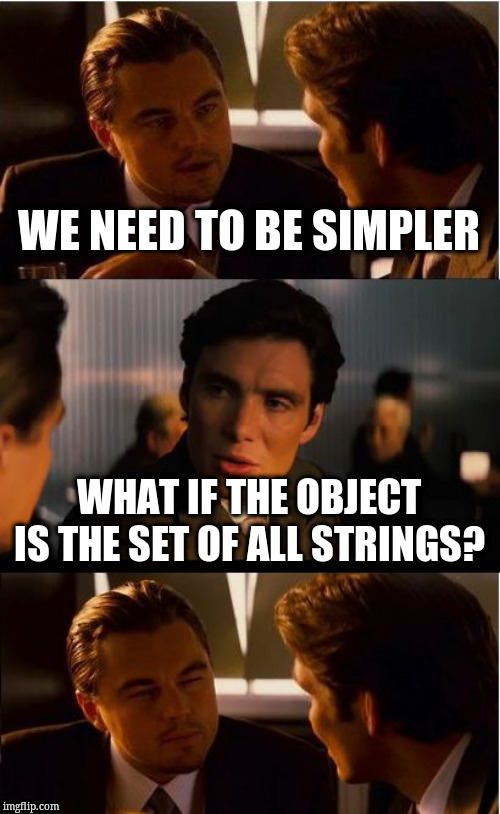 WE NEED TO BE SIMPLER
WHAT IF THE OBJECT
IS THE SET OF ALL STRINGS?
imgflip.com